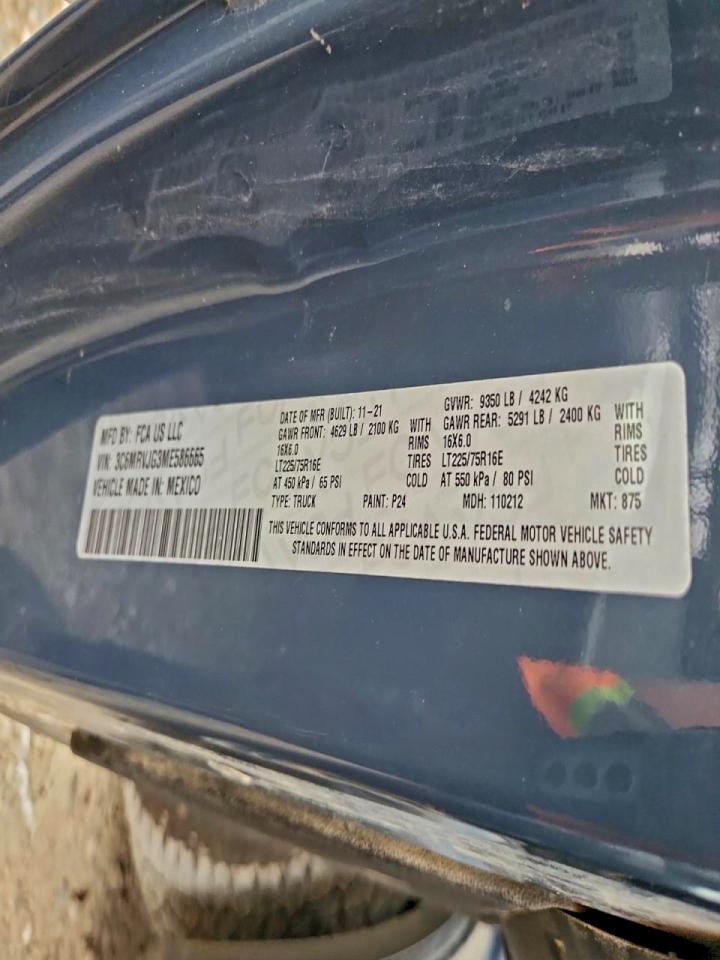 MFD BY: FCA US LLC
VIN: 3C6MRVJG3ME586665
VEHICLE MADE IN: MEXICO
DATE OF MFR (BUILT): 11-21
GAWR FRONT: 4629 LB / 2100 KG WITH
16X6.0 RIMS
LT225/75R16E TIRES
AT 450 kPa / 65 PSI COLD
GVWR: 9350 LB / 4242 KG
GAWR REAR: 5291 LB / 2400 KG WITH
16X6.0 RIMS
LT225/75R16E TIRES
AT 550 kPa / 80 PSI COLD
TYPE: TRUCK PAINT: P24 MDH: 110212 MKT: 875
THIS VEHICLE CONFORMS TO ALL APPLICABLE U.S.A. FEDERAL MOTOR VEHICLE SAFETY
STANDARDS IN EFFECT ON THE DATE OF MANUFACTURE SHOWN ABOVE.